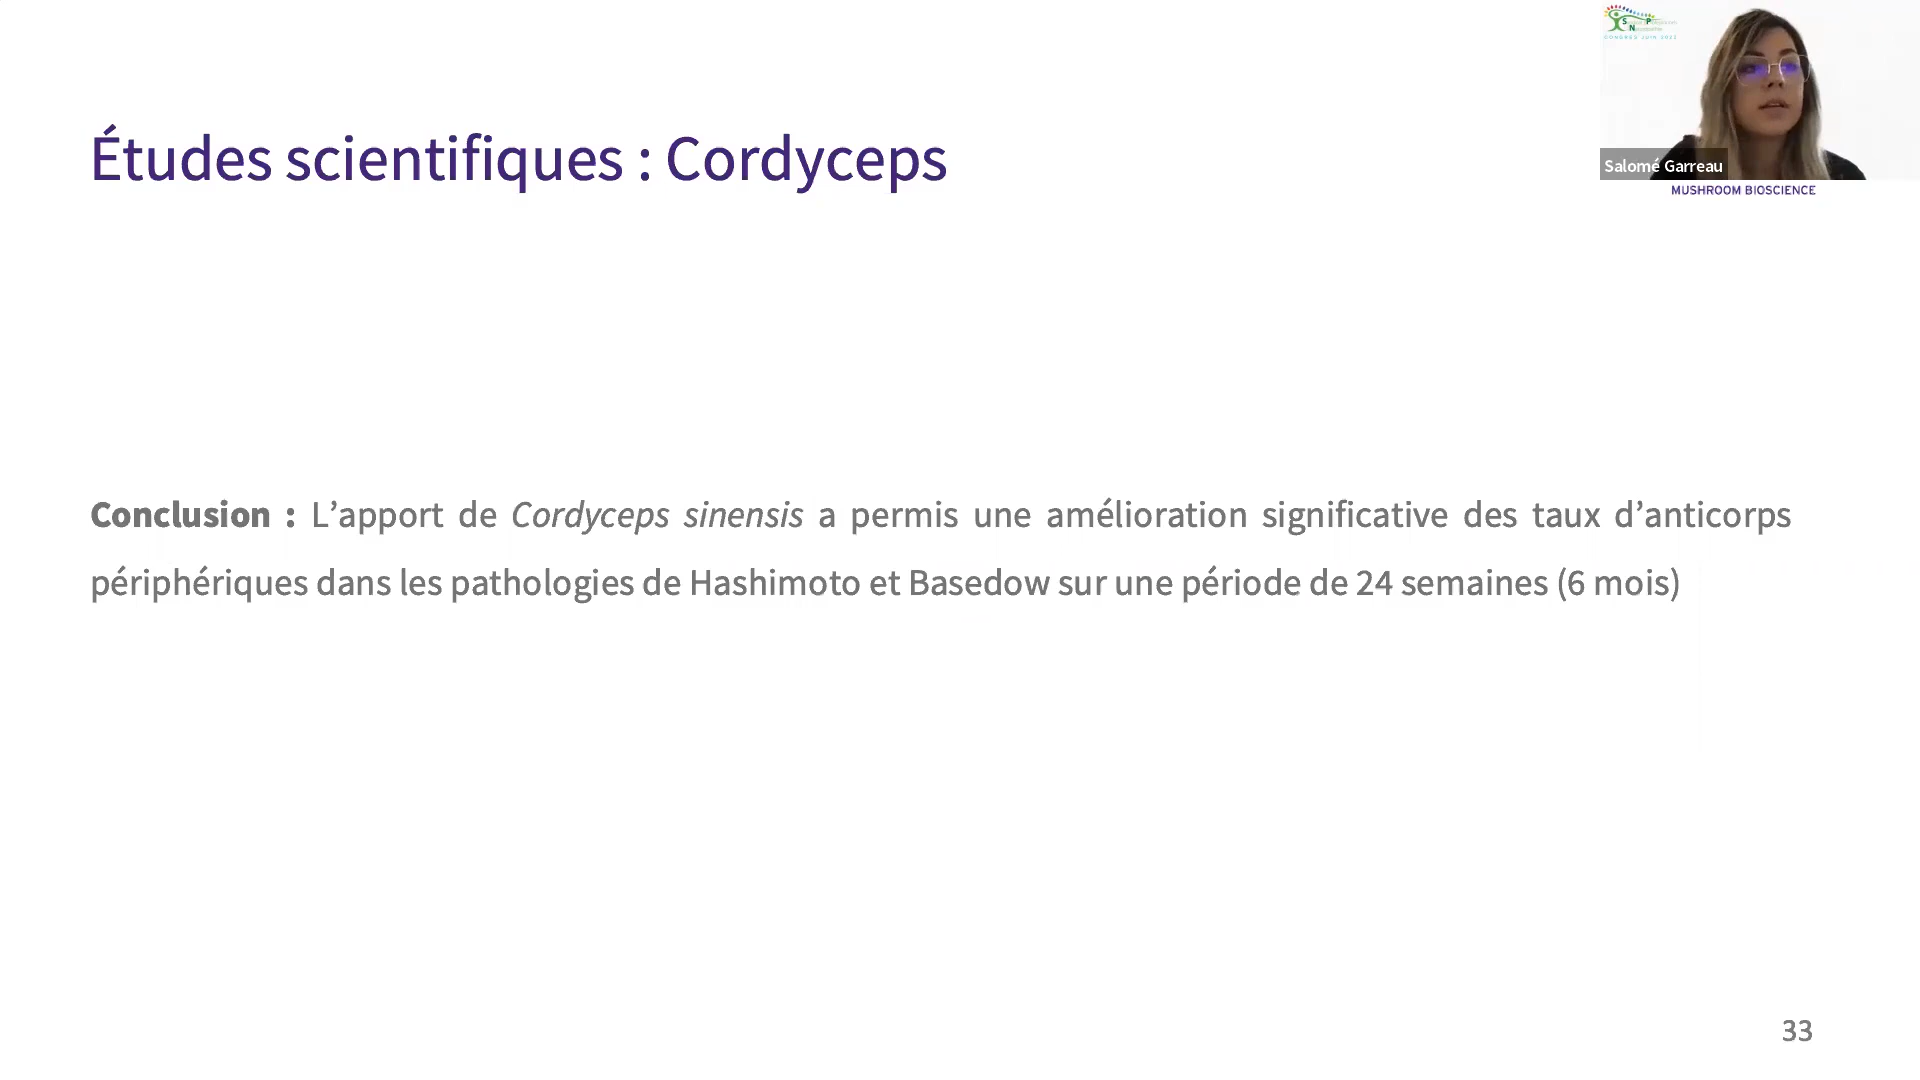 Études scientifiques : Cordyceps
Salomé Garreau
MUSHROOM BIOSCIENCE
Conclusion : L’apport de Cordyceps sinensis a permis une amélioration significative des taux d’anticorps
périphériques dans les pathologies de Hashimoto et Basedow sur une période de 24 semaines (6 mois)
33